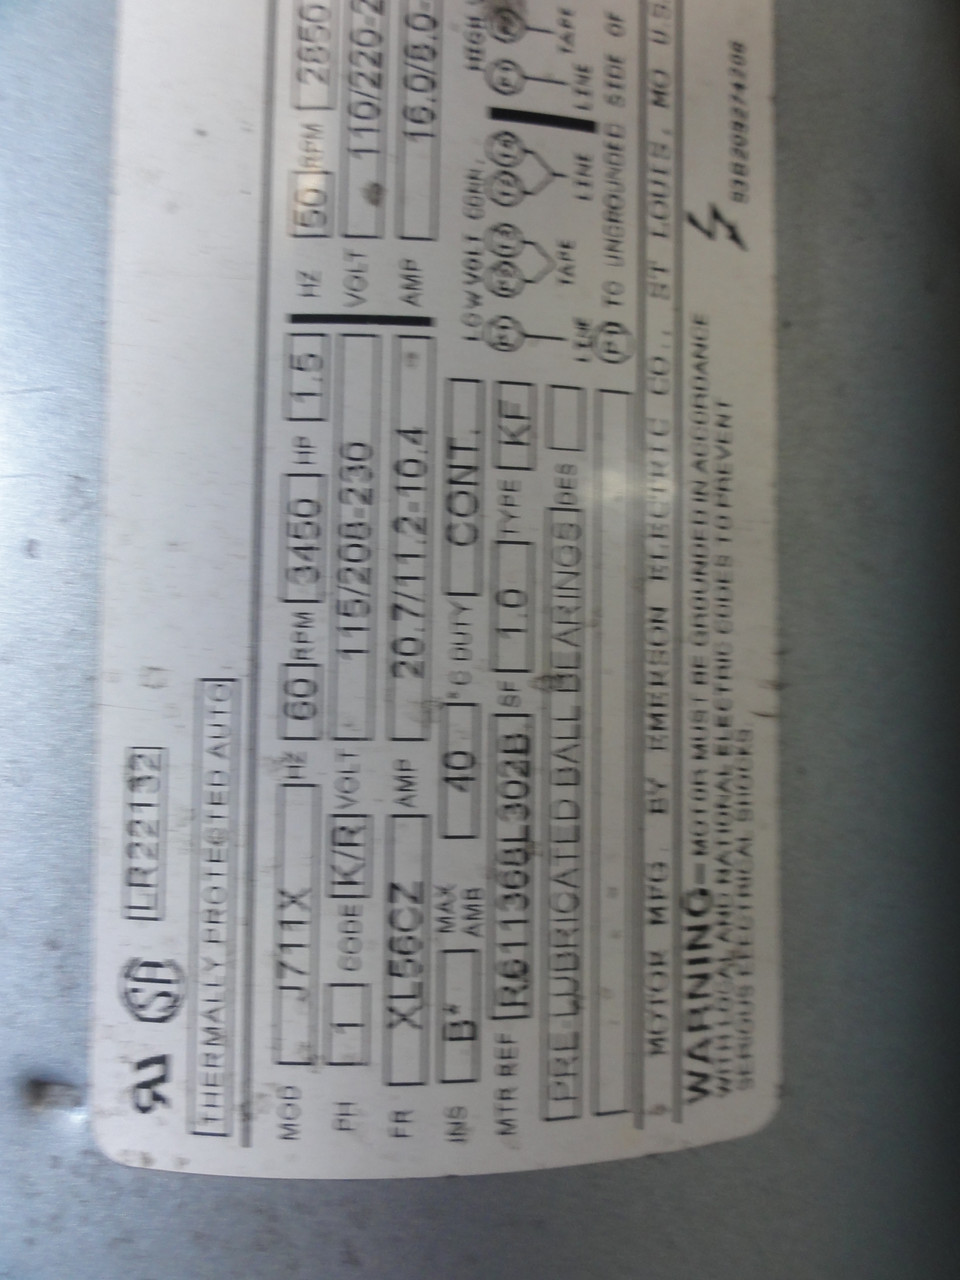 LR22132
THERMALLY PROTECTED AUTO
MOD J711X HZ 60 RPM 3450 HP 1.5 HZ 50 RPM 2850
PH 1 CODE K/R VOLT 115/208-230 VOLT 110/220-2
FR XL56CZ AMP 20.7/11.2-10.4 AMP 16.0/8.0-
INS B* MAX AMB 40 °C DUTY CONT.
MTR REF SF 1.0 TYPE KF
PRE-LUBRICATED BALL BEARINGS DES
LOW VOLT CONN. HIGH
P1 P2
LINE TAPE LINE LINE TAPE
P1 TO UNGROUNDED SIDE OF
MOTOR MFG. BY EMERSON ELECTRIC CO., ST LOUIS, MO U.S.
WARNING— MOTOR MUST BE GROUNDED IN ACCORDANCE
WITH LOCAL AND NATIONAL ELECTRIC CODES TO PREVENT
SERIOUS ELECTRICAL SHOCKS.